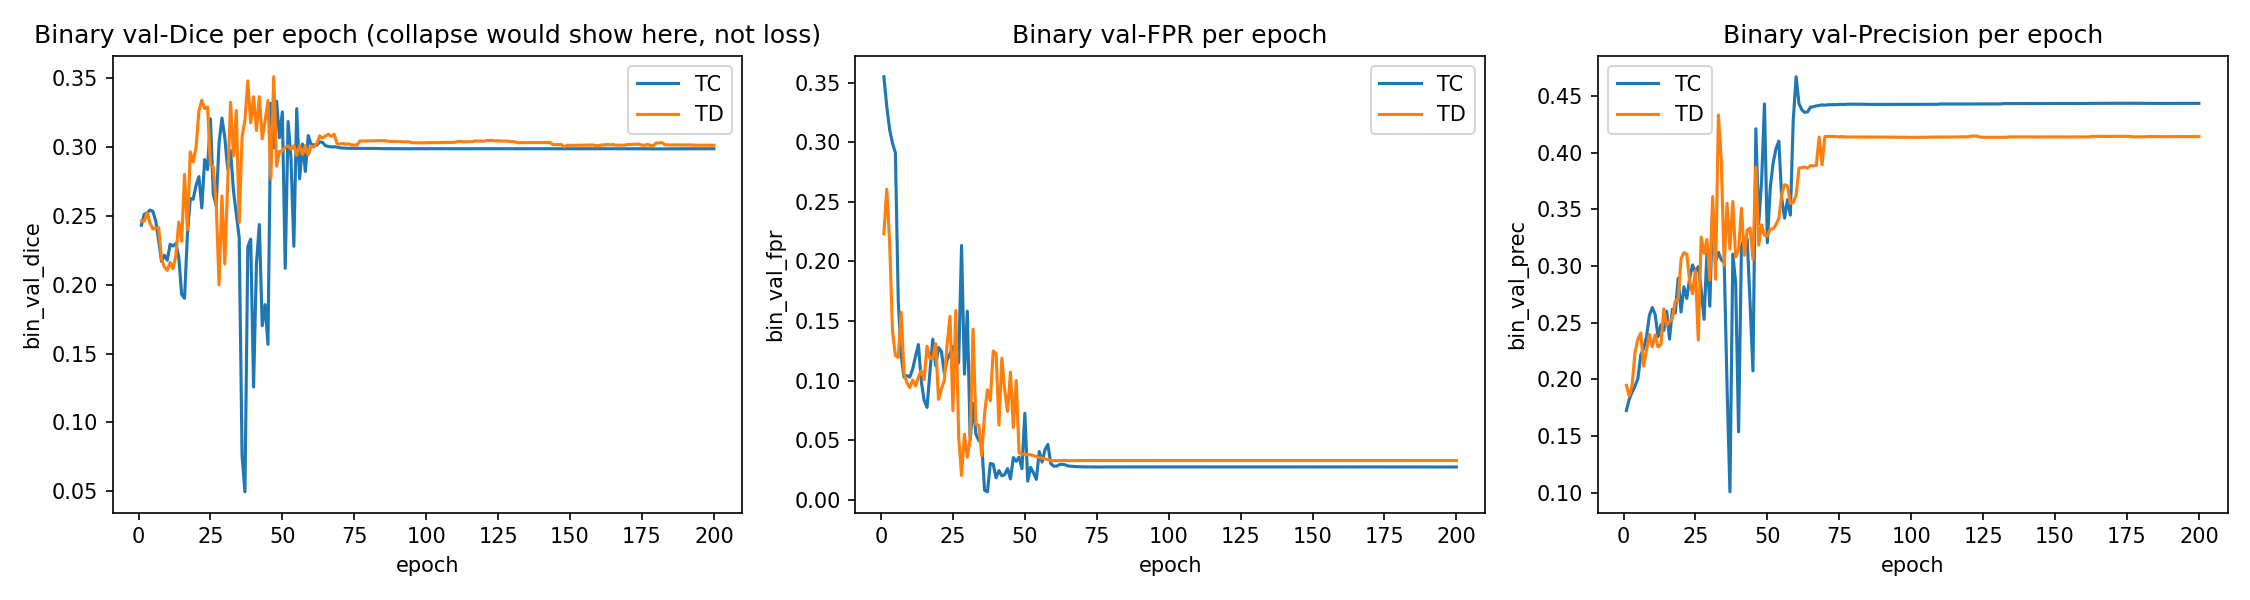 Binary val-Dice per epoch (collapse would show here, not loss)
bin_val_dice
0.35
0.30
0.25
0.20
0.15
0.10
0.05
TC
TD
0 25 50 75 100 125 150 175 200
epoch
Binary val-FPR per epoch
bin_val_fpr
0.35
0.30
0.25
0.20
0.15
0.10
0.05
0.00
TC
TD
0 25 50 75 100 125 150 175 200
epoch
Binary val-Precision per epoch
bin_val_prec
0.45
0.40
0.35
0.30
0.25
0.20
0.15
0.10
TC
TD
0 25 50 75 100 125 150 175 200
epoch